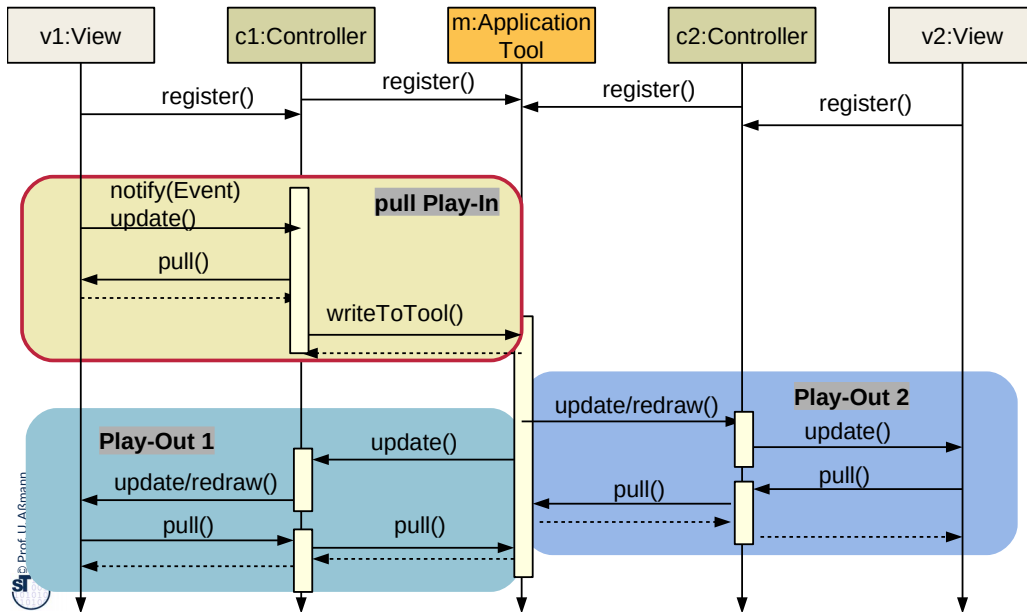 v1:View
c1:Controller
m:Application
Tool
c2:Controller
v2:View
register()
register()
register()
register()
notify(Event)
update()
pull Play-In
pull()
writeToTool()
Play-Out 2
update/redraw()
update()
Play-Out 1
update()
update/redraw()
pull()
pull()
pull()
pull()
© Prof. U. Aßmann
ST